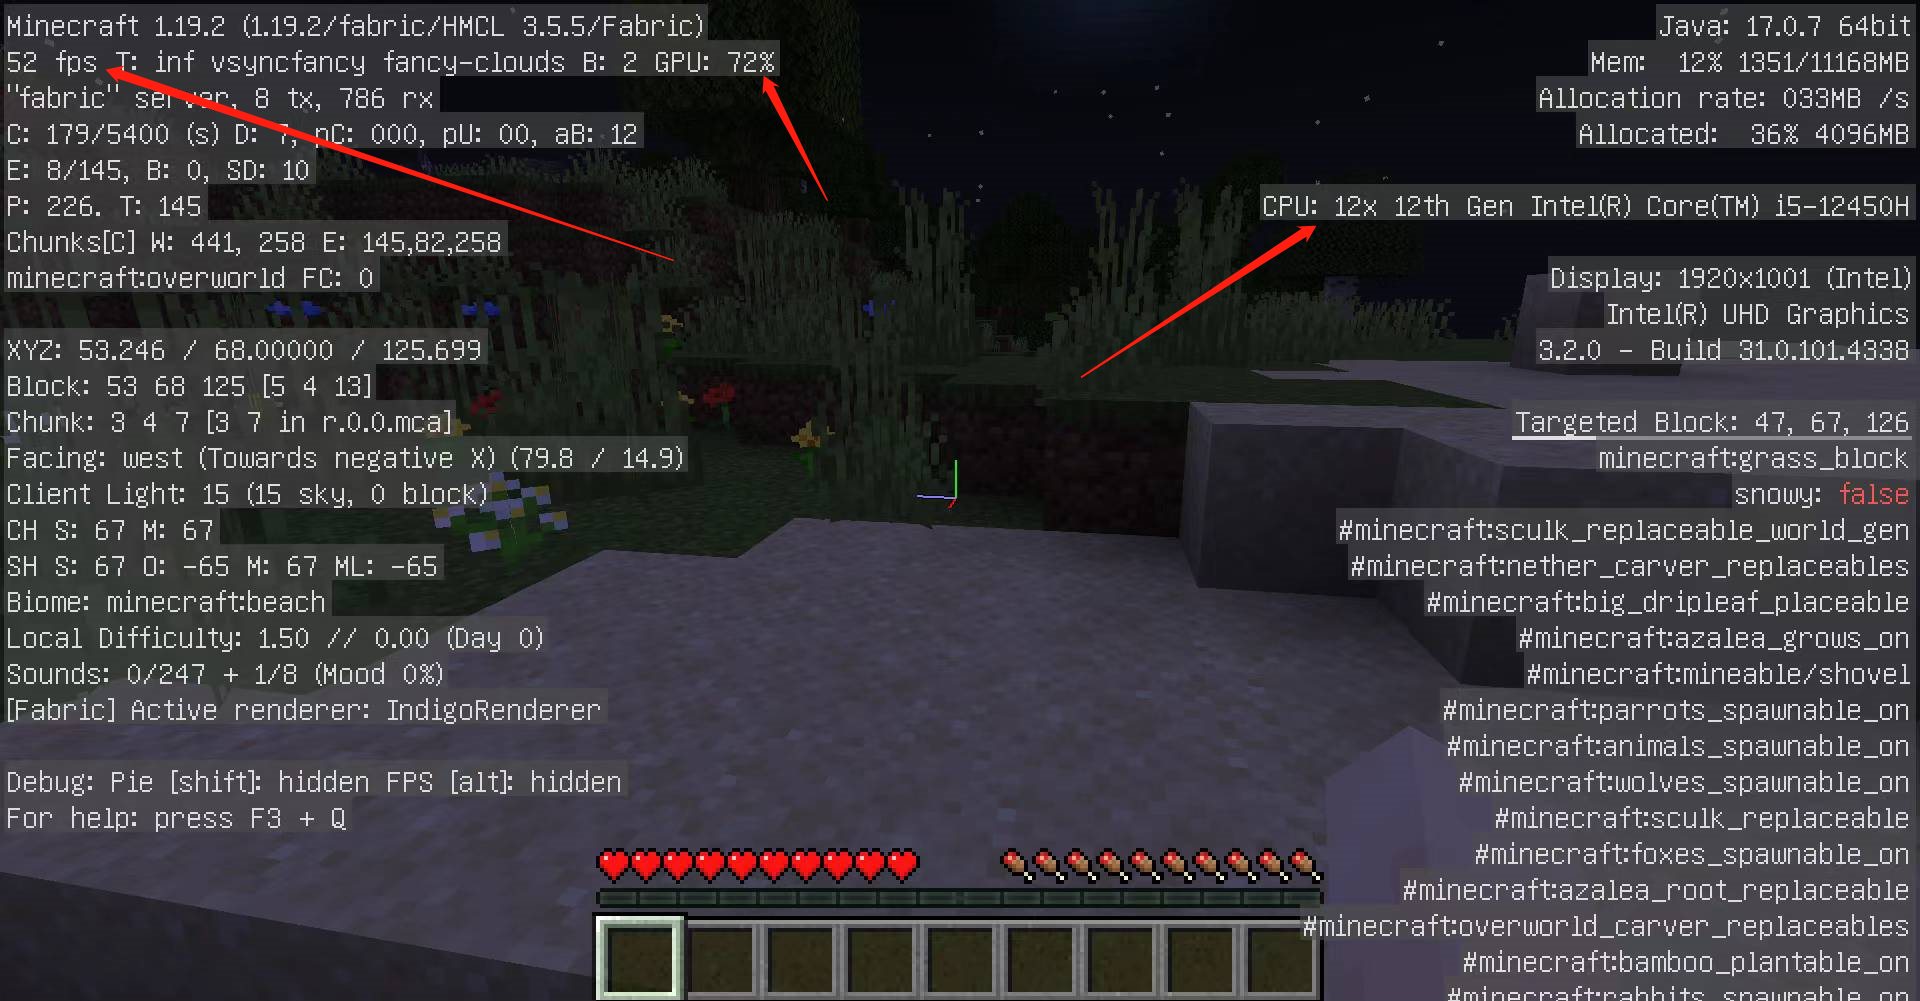 Minecraft 1.19.2 (1.19.2/fabric/HMCL 3.5.5/Fabric)
52 fps T: inf vsyncfancy fancy-clouds B: 2 GPU: 72%
"fabric" server, 8 tx, 786 rx
C: 179/5400 (s) D: 7, pC: 000, pU: 00, aB: 12
E: 8/145, B: 0, SD: 10
P: 226. T: 145
Chunks[C] W: 441, 258 E: 145,82,258
minecraft:overworld FC: 0
XYZ: 53.246 / 68.00000 / 125.699
Block: 53 68 125 [5 4 13]
Chunk: 3 4 7 [3 7 in r.0.0.mca]
Facing: west (Towards negative X) (79.8 / 14.9)
Client Light: 15 (15 sky, 0 block)
CH S: 67 M: 67
SH S: 67 O: -65 M: 67 ML: -65
Biome: minecraft:beach
Local Difficulty: 1.50 // 0.00 (Day 0)
Sounds: 0/247 + 1/8 (Mood 0%)
[Fabric] Active renderer: IndigoRenderer
Debug: Pie [shift]: hidden FPS [alt]: hidden
For help: press F3 + Q
Java: 17.0.7 64bit
Mem: 12% 1351/11168MB
Allocation rate: 033MB /s
Allocated: 36% 4096MB
CPU: 12x 12th Gen Intel(R) Core(TM) i5-12450H
Display: 1920x1001 (Intel)
Intel(R) UHD Graphics
3.2.0 - Build 31.0.101.4338
Targeted Block: 47, 67, 126
minecraft:grass_block
snowy: false
#minecraft:sculk_replaceable_world_gen
#minecraft:nether_carver_replaceables
#minecraft:big_dripleaf_placeable
#minecraft:azalea_grows_on
#minecraft:mineable/shovel
#minecraft:parrots_spawnable_on
#minecraft:animals_spawnable_on
#minecraft:wolves_spawnable_on
#minecraft:sculk_replaceable
#minecraft:foxes_spawnable_on
#minecraft:azalea_root_replaceable
#minecraft:overworld_carver_replaceables
#minecraft:bamboo_plantable_on
#minecraft:rabbits_spawnable_on